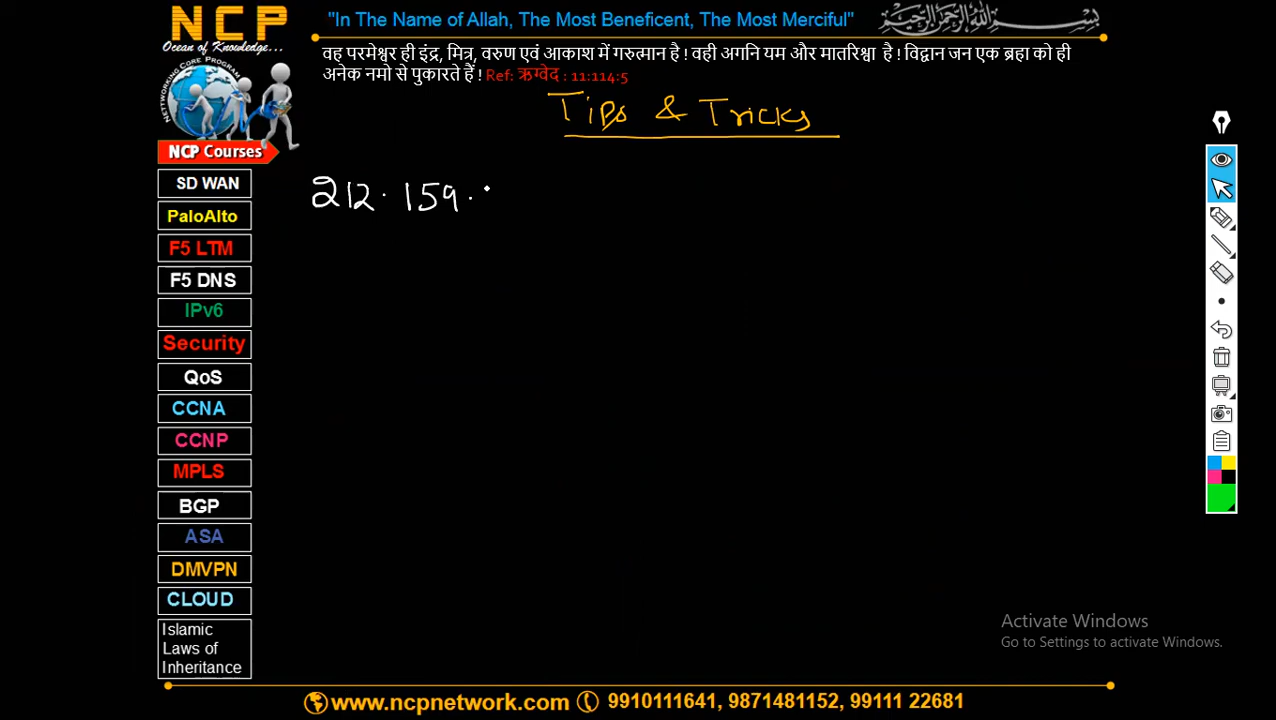 NCP
Ocean of Knowledge...
"In The Name of Allah, The Most Beneficent, The Most Merciful"
वह परमेश्वर ही इंद्र, मित्र, वरुण एवं आकाश में गरुत्मान है ! वही अगनि यम और मातरिश्वा है ! विद्वान जन एक ब्रहा को ही
अनेक नमो से पुकारते हैं ! Ref: ऋग्वेद : 11:114:5
Tips & Tricks
NETWORKING CORE PROGRAM
NCP Courses
SD WAN
212.159.
PaloAlto
F5 LTM
F5 DNS
IPv6
Security
QoS
CCNA
CCNP
MPLS
BGP
ASA
DMVPN
CLOUD
Islamic
Laws of
Inheritance
Activate Windows
Go to Settings to activate Windows.
www.ncpnetwork.com 9910111641, 9871481152, 99111 22681